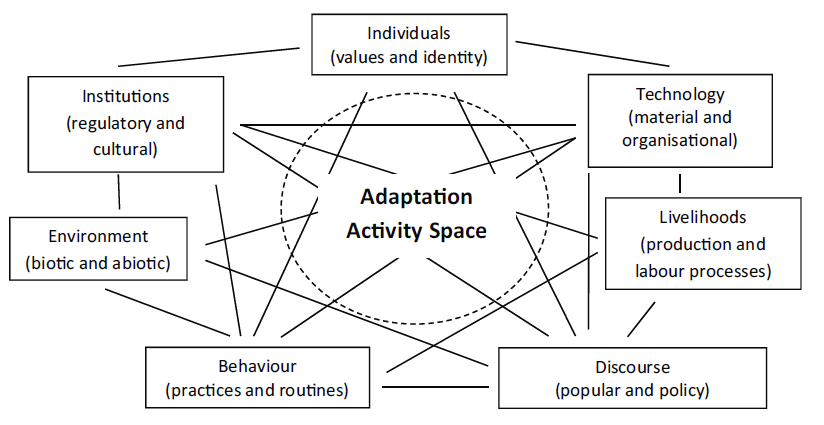 Individuals
(values and identity)
Institutions
(regulatory and
cultural)
Technology
(material and
organisational)
Adaptation
Activity Space
Environment
(biotic and abiotic)
Livelihoods
(production and
labour processes)
Behaviour
(practices and routines)
Discourse
(popular and policy)